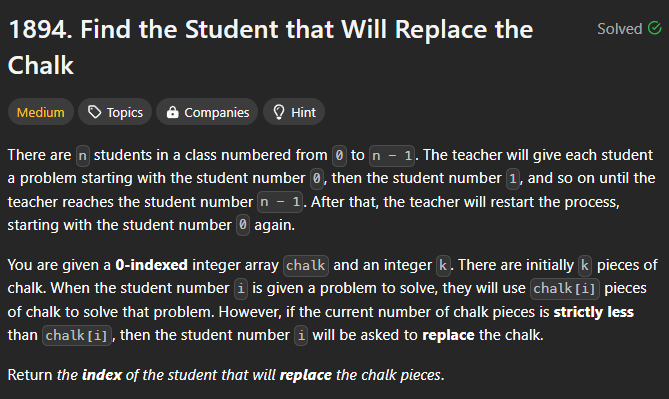 1894. Find the Student that Will Replace the
Chalk
Solved
Medium
Topics
Companies
Hint
There are n students in a class numbered from 0 to n - 1. The teacher will give each student
a problem starting with the student number 0, then the student number 1, and so on until the
teacher reaches the student number n - 1. After that, the teacher will restart the process,
starting with the student number 0 again.
You are given a 0-indexed integer array chalk and an integer k. There are initially k pieces of
chalk. When the student number i is given a problem to solve, they will use chalk[i] pieces
of chalk to solve that problem. However, if the current number of chalk pieces is strictly less
than chalk[i], then the student number i will be asked to replace the chalk.
Return the index of the student that will replace the chalk pieces.